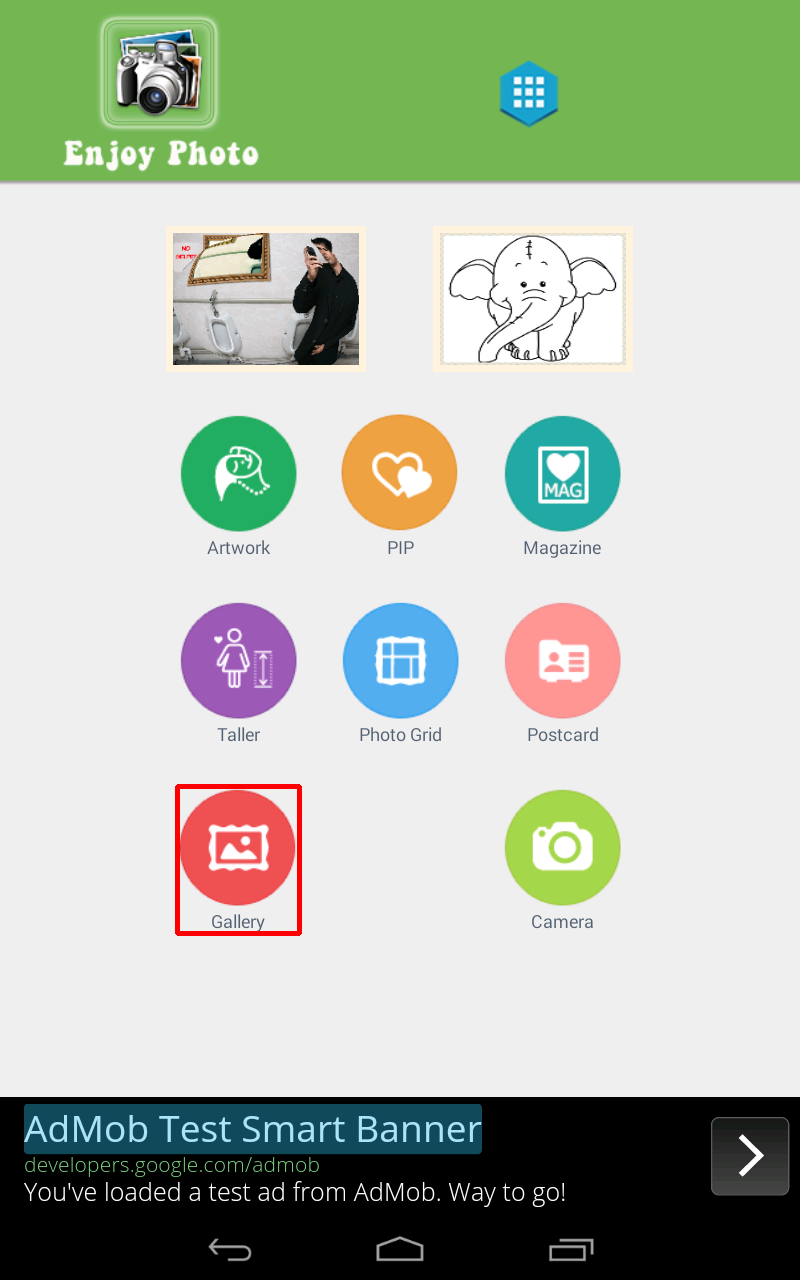 Enjoy Photo
NO
Artwork
PIP
Magazine
MAG
Taller
Photo Grid
Postcard
Gallery
Camera
AdMob Test Smart Banner
developers.google.com/admob
You've loaded a test ad from AdMob. Way to go!